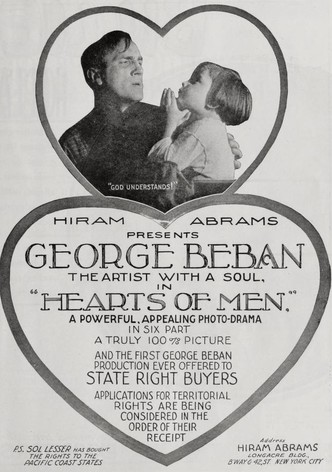 "GOD UNDERSTANDS!"
HIRAM ABRAMS
PRESENTS
GEORGE BEBAN
THE ARTIST WITH A SOUL,
IN
"HEARTS OF MEN."
A POWERFUL, APPEALING PHOTO-DRAMA
IN SIX PART
A TRULY 100% PICTURE
AND THE FIRST GEORGE BEBAN
PRODUCTION EVER OFFERED TO
STATE RIGHT BUYERS
APPLICATIONS FOR TERRITORIAL
RIGHTS ARE BEING
CONSIDERED IN THE
ORDER OF THEIR
RECEIPT
P.S. SOL LESSER HAS BOUGHT
THE RIGHTS TO THE
PACIFIC COAST STATES
Address
HIRAM ABRAMS
LONGACRE BLDG.,
B'WAY & 42 ST. NEW YORK CITY